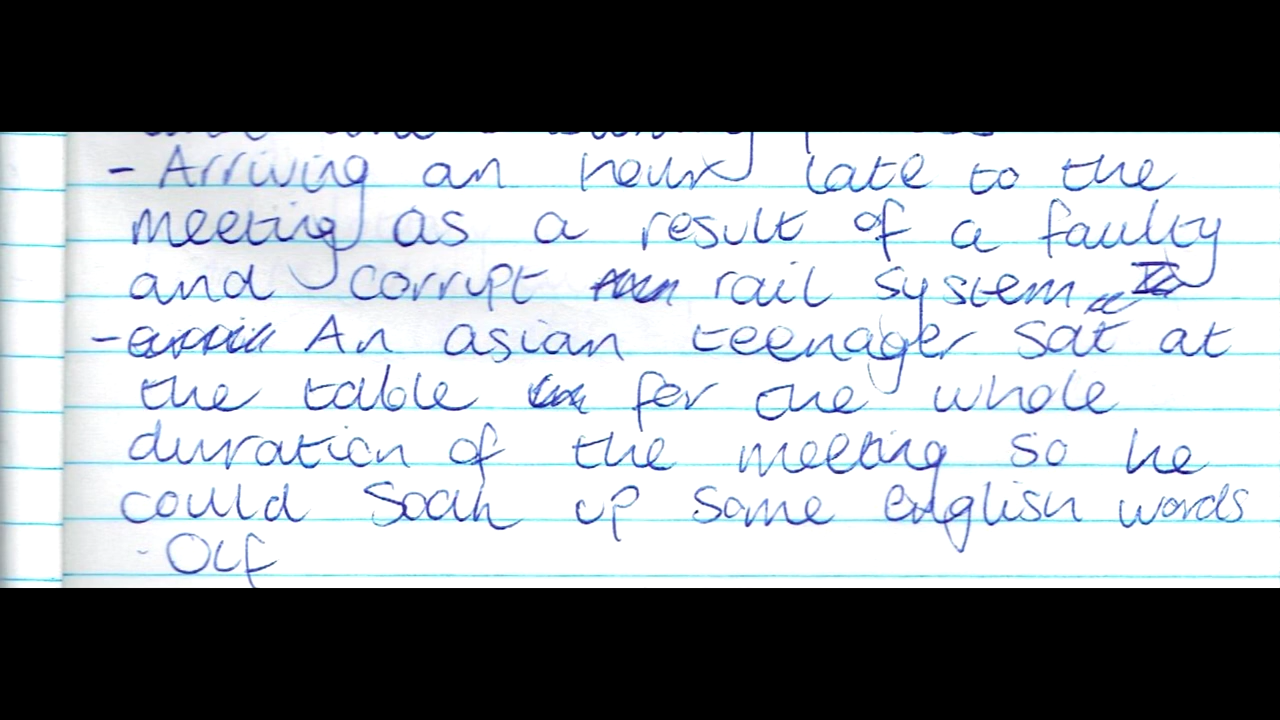 - Arriving an hour late to the
meeting as a result of a faulty
and corrupt rail system
- An asian teenager sat at
the table for the whole
duration of the meeting so he
could soak up some english words
- Olf